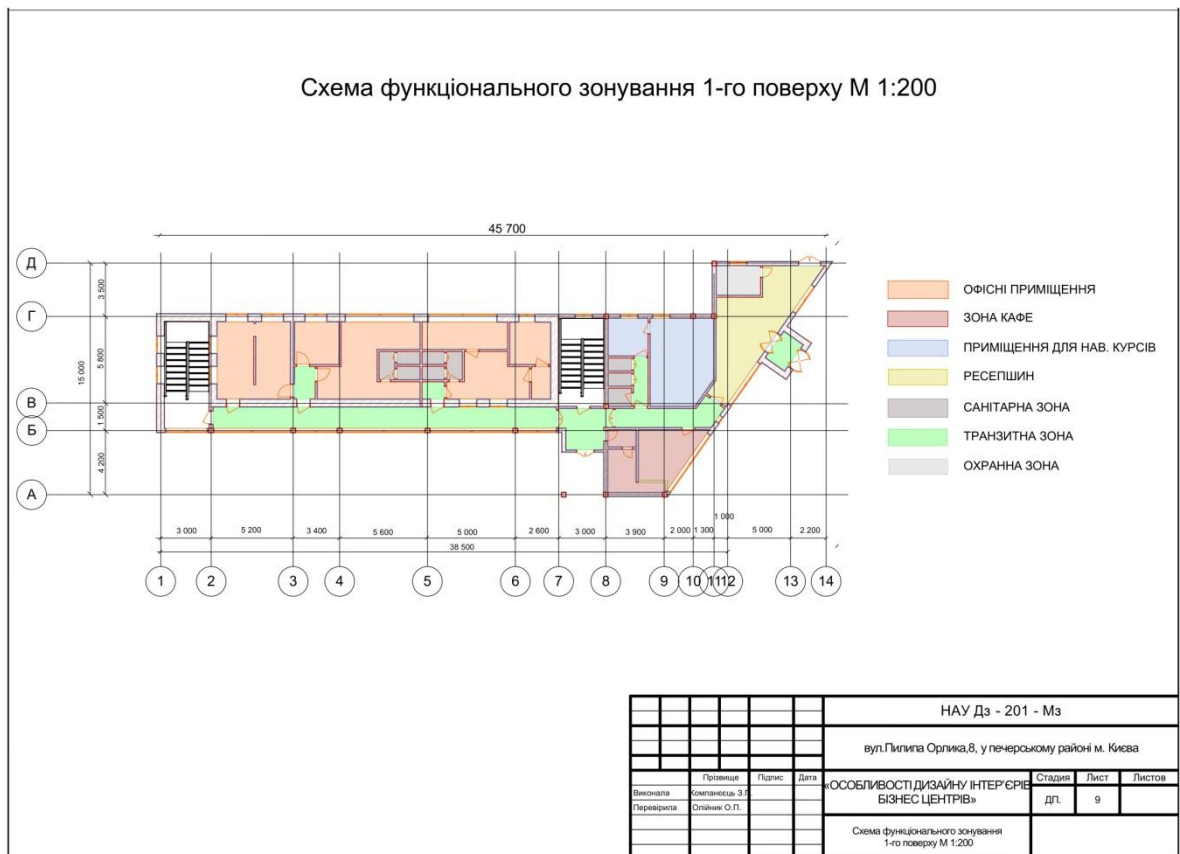 Схема функціонального зонування 1-го поверху М 1:200
45 700
Д
Г
В
Б
А
3 500
5 800
15 000
1 500
4 200
ОФІСНІ ПРИМІЩЕННЯ
ЗОНА КАФЕ
ПРИМІЩЕННЯ ДЛЯ НАВ. КУРСІВ
РЕСЕПШИН
САНІТАРНА ЗОНА
ТРАНЗИТНА ЗОНА
ОХРАННА ЗОНА
1 000
3 000 5 200 3 400 5 600 5 000 2 600 3 000 3 900 2 000 1 300 5 000 2 200
38 500
1 2 3 4 5 6 7 8 9 10 11 12 13 14
НАУ Дз - 201 - Мз
вул.Пилипа Орлика,8, у печерському районі м. Києва
Прізвище Підпис Дата
Виконала Компанєєць З.Г.
Перевірила Олійник О.П.
«ОСОБЛИВОСТІ ДИЗАЙНУ ІНТЕР'ЄРІВ
БІЗНЕС ЦЕНТРІВ»
Стадия Лист Листов
ДП. 9
Схема функціонального зонування
1-го поверху М 1:200